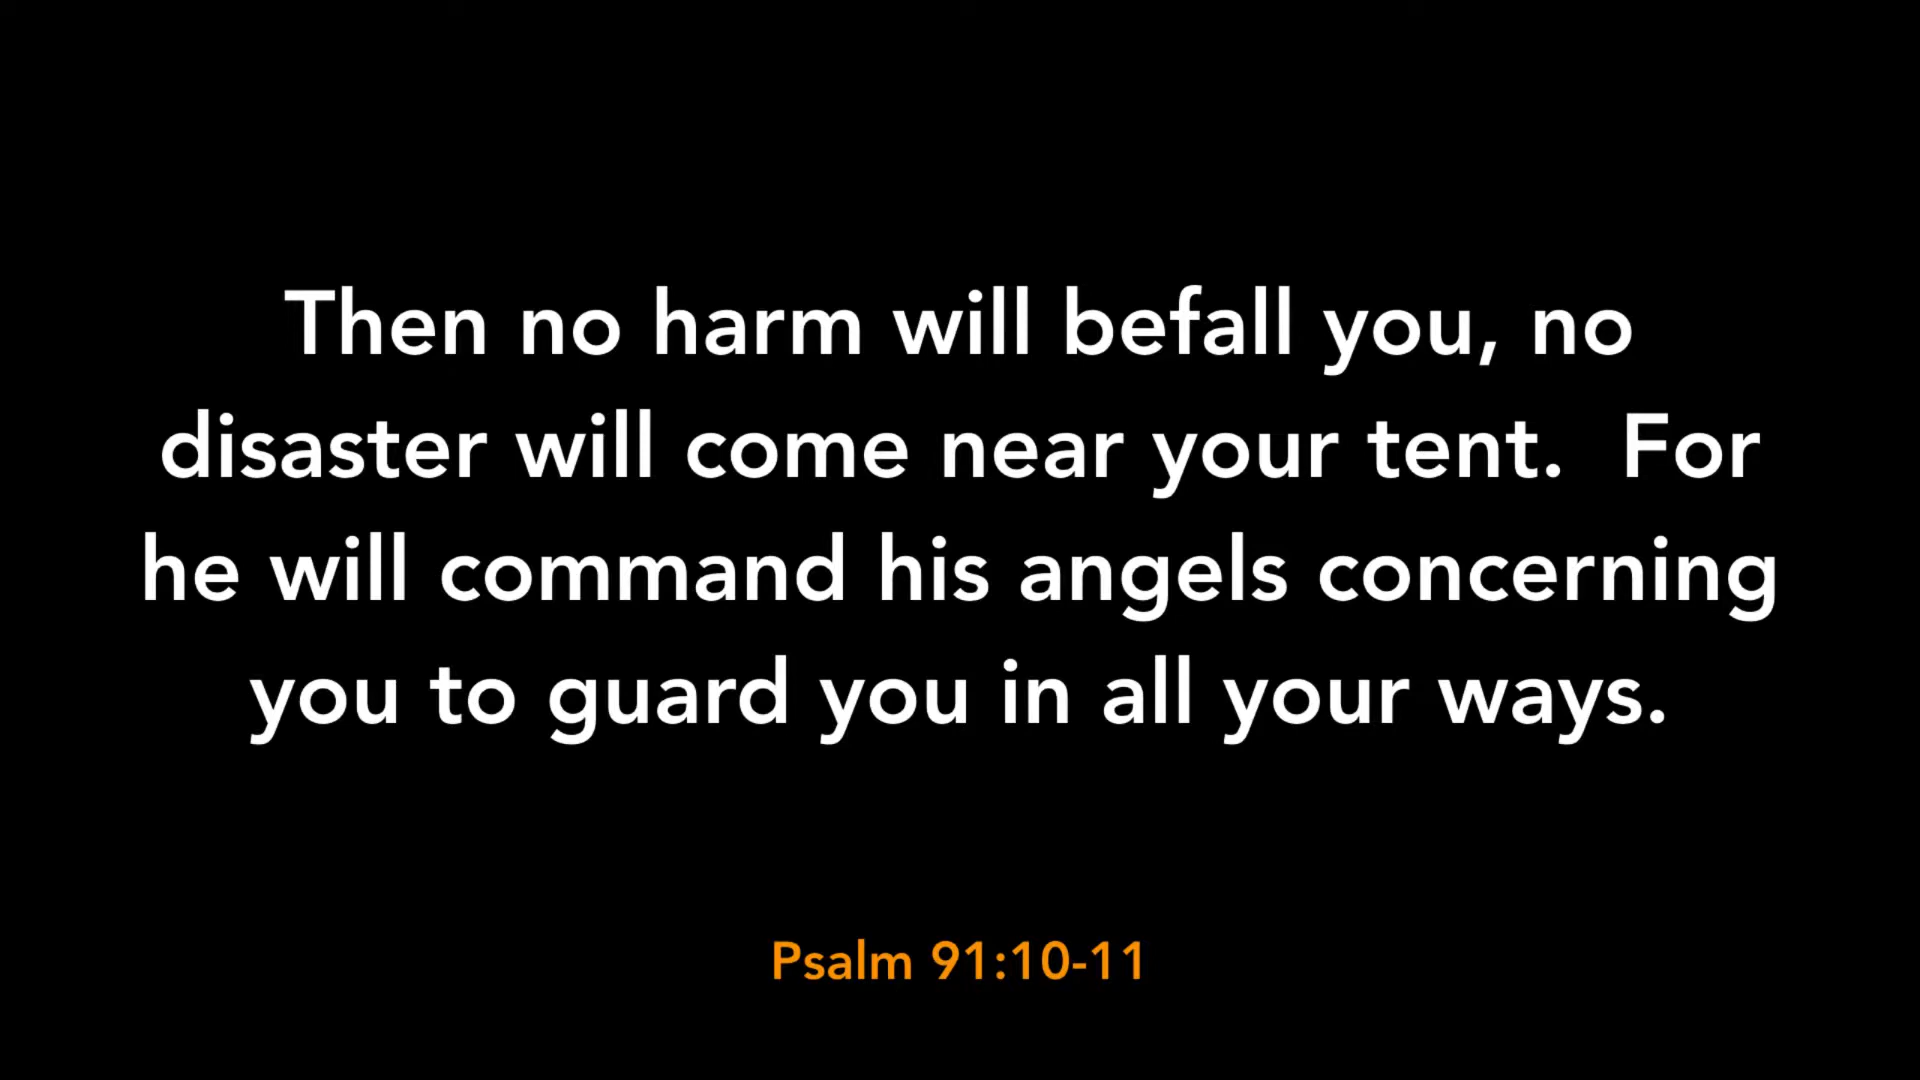 Then no harm will befall you, no
disaster will come near your tent.  For
he will command his angels concerning
you to guard you in all your ways.
Psalm 91:10-11